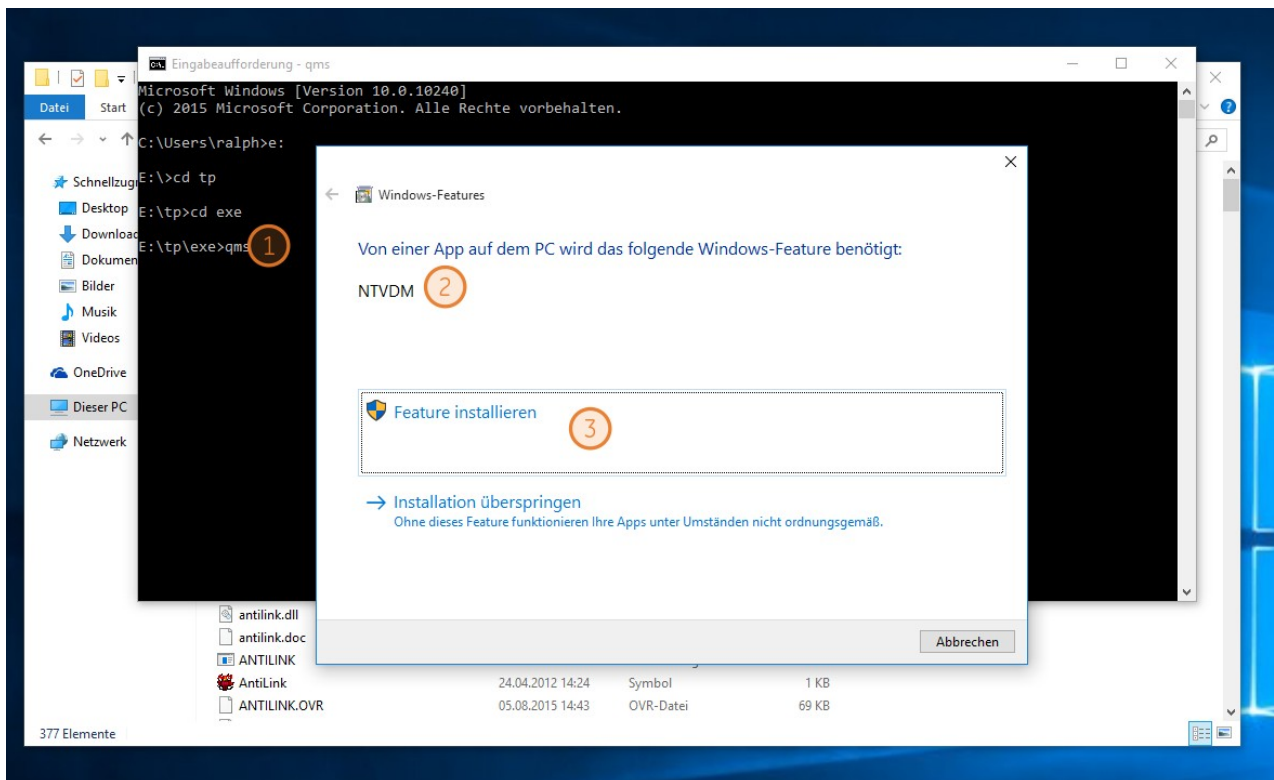 Eingabeaufforderung - qms
Microsoft Windows [Version 10.0.10240]
(c) 2015 Microsoft Corporation. Alle Rechte vorbehalten.
C:\Users\ralph>e:
E:\>cd tp
E:\tp>cd exe
E:\tp\exe>qms
1
Datei Start
Schnellzugr
Desktop
Download
Dokumen
Bilder
Musik
Videos
OneDrive
Dieser PC
Netzwerk
Windows-Features
Von einer App auf dem PC wird das folgende Windows-Feature benötigt:
NTVDM 2
Feature installieren 3
Installation überspringen
Ohne dieses Feature funktionieren Ihre Apps unter Umständen nicht ordnungsgemäß.
Abbrechen
antilink.dll
antilink.doc
ANTILINK
AntiLink 24.04.2012 14:24 Symbol 1 KB
ANTILINK.OVR 05.08.2015 14:43 OVR-Datei 69 KB
377 Elemente